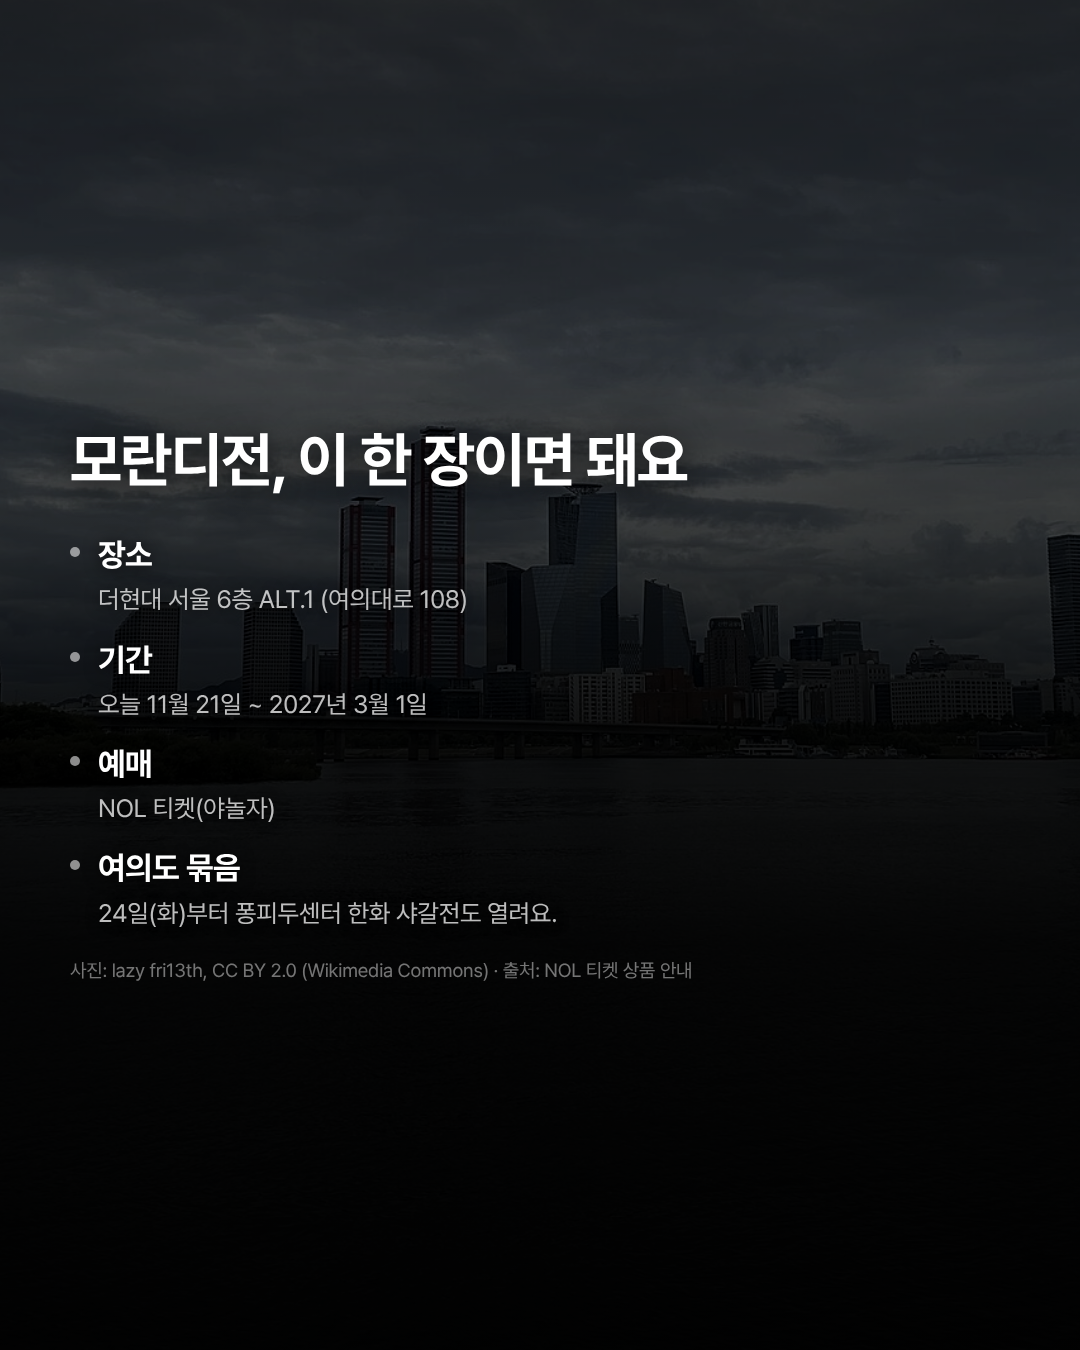 모란디전, 이 한 장이면 돼요
장소
더현대 서울 6층 ALT.1 (여의대로 108)
기간
오늘 11월 21일 ~ 2027년 3월 1일
예매
NOL 티켓(야놀자)
여의도 묶음
24일(화)부터 퐁피두센터 한화 샤갈전도 열려요.
사진: lazy fri13th, CC BY 2.0 (Wikimedia Commons) · 출처: NOL 티켓 상품 안내